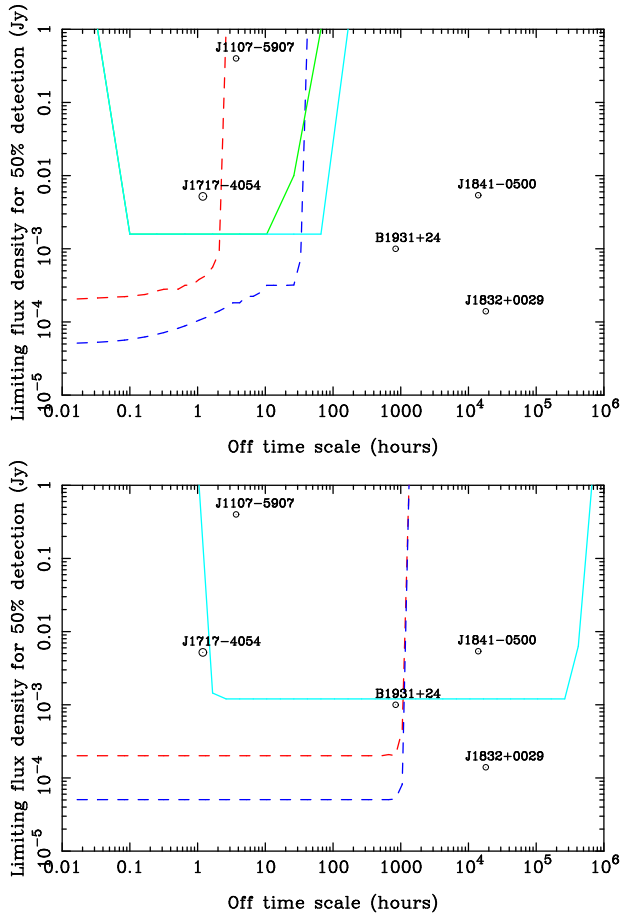 Limiting flux density for 50% detection (Jy)
1
0.1
0.01
10^-3
10^-4
10^-5
J1107-5907
J1717-4054
J1841-0500
B1931+24
J1832+0029
0.01 0.1 1 10 100 1000 10^4 10^5 10^6
Off time scale (hours)
Limiting flux density for 50% detection (Jy)
1
0.1
0.01
10^-3
10^-4
10^-5
J1107-5907
J1717-4054
J1841-0500
B1931+24
J1832+0029
0.01 0.1 1 10 100 1000 10^4 10^5 10^6
Off time scale (hours)